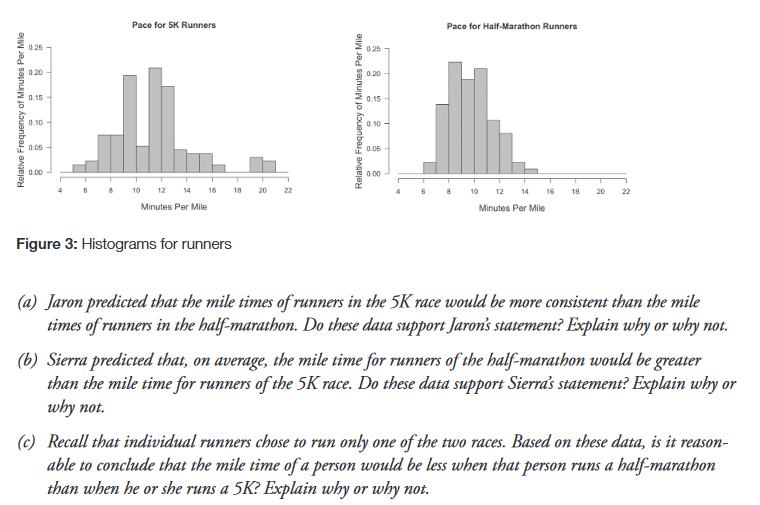 Pace for 5K Runners
Relative Frequency of Minutes Per Mile
0.25
0.20
0.15
0.10
0.05
0.00
4 6 8 10 12 14 16 18 20 22
Minutes Per Mile
Pace for Half-Marathon Runners
Relative Frequency of Minutes Per Mile
0.25
0.20
0.15
0.10
0.05
0.00
4 6 8 10 12 14 16 18 20 22
Minutes Per Mile
Figure 3: Histograms for runners
(a) Jaron predicted that the mile times of runners in the 5K race would be more consistent than the mile
times of runners in the half-marathon. Do these data support Jaron's statement? Explain why or why not.
(b) Sierra predicted that, on average, the mile time for runners of the half-marathon would be greater
than the mile time for runners of the 5K race. Do these data support Sierra's statement? Explain why or
why not.
(c) Recall that individual runners chose to run only one of the two races. Based on these data, is it reason-
able to conclude that the mile time of a person would be less when that person runs a half-marathon
than when he or she runs a 5K? Explain why or why not.